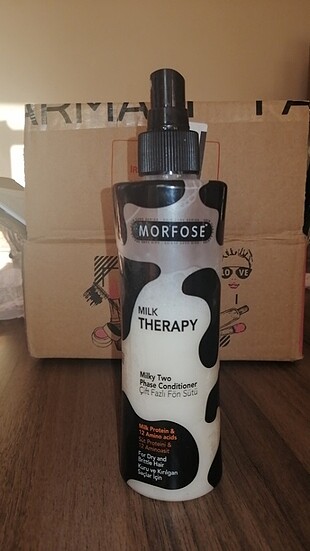 MORFOSE
MILK
THERAPY
Milky Two
Phase Conditioner
Çift Fazlı Fön Sütü
Milk Protein &
12 Amino acids
Süt Proteini &
12 Aminoasit
For Dry and
Brittle Hair
Kuru ve Kırılgan
Saçlar İçin